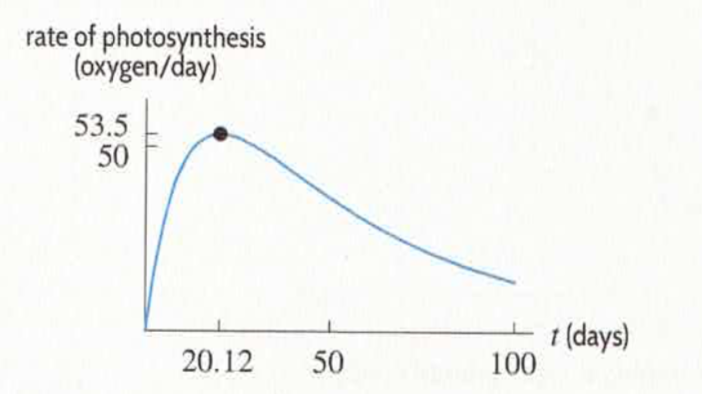 rate of photosynthesis
(oxygen/day)
53.5
50
t (days)
20.12 50 100